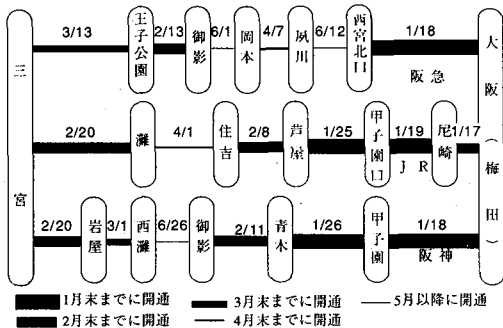 三宮
3/13
王子公園
2/13
御影
6/1
岡本
4/7
夙川
6/12
西宮北口
1/18
阪急
大阪（梅田）
2/20
灘
4/1
住吉
2/8
芦屋
1/25
甲子園口
1/19
JR
尼崎
1/17
2/20
岩屋
3/1
西灘
6/26
御影
2/11
青木
1/26
甲子園
1/18
阪神
1月末までに開通
3月末までに開通
5月以降に開通
2月末までに開通
4月末までに開通